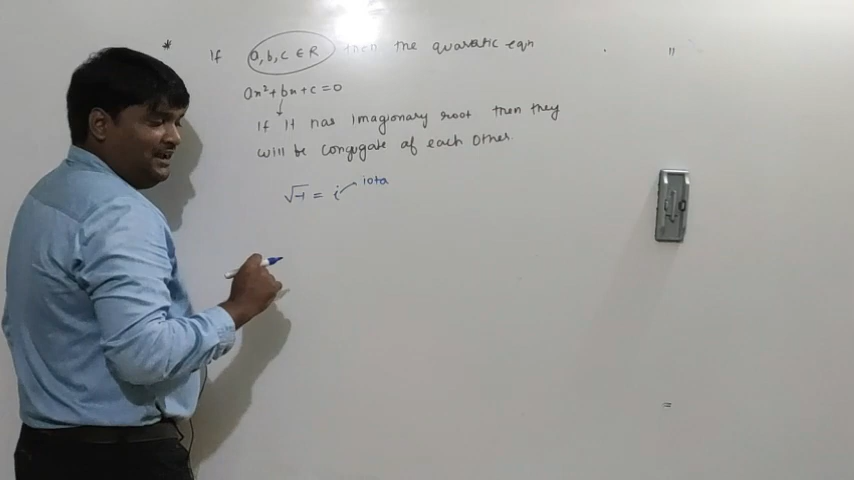 * If a,b,c ∈ R then the quadratic eqn
ax²+bx+c=0
If it has imagionary root then they
will be conjugate of each other.
√-1 = i iota
"
=